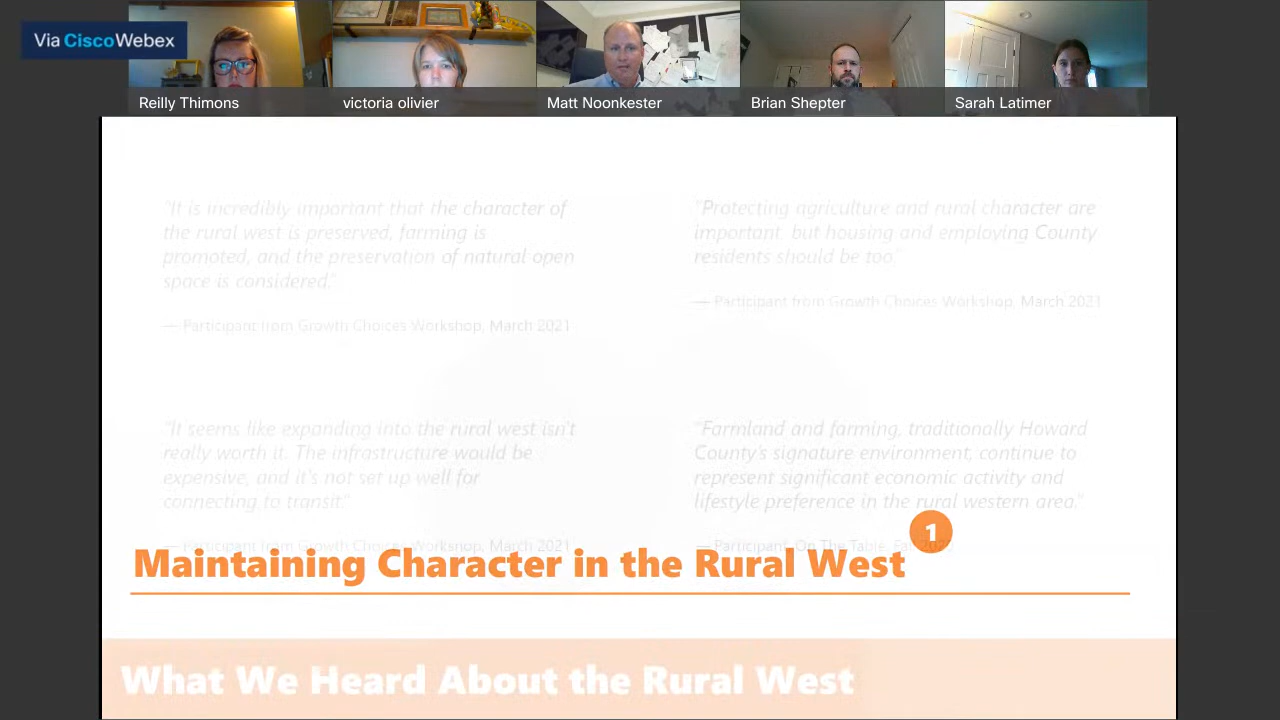 Via Cisco Webex
Reilly Thimons
victoria olivier
Matt Noonkester
Brian Shepter
Sarah Latimer
"It is incredibly important that the character of
the rural west is preserved, farming is
promoted, and the preservation of natural open
space is considered."
— Participant from Growth Choices Workshop, March 2021
"Protecting agriculture and rural character are
important but housing and employing County
residents should be too"
— Participant from Growth Choices Workshop, March 2021
"It seems like expanding into the rural west isn't
really worth it. The infrastructure would be
expensive, and it's not set up well for
connecting to transit"
— Participant from Growth Choices Workshop, March 2021
"Farmland and farming, traditionally Howard
County's signature environment, continue to
represent significant economic activity and
lifestyle preference in the rural western area."
— Participant, On The Table,
1
Maintaining Character in the Rural West
What We Heard About the Rural West